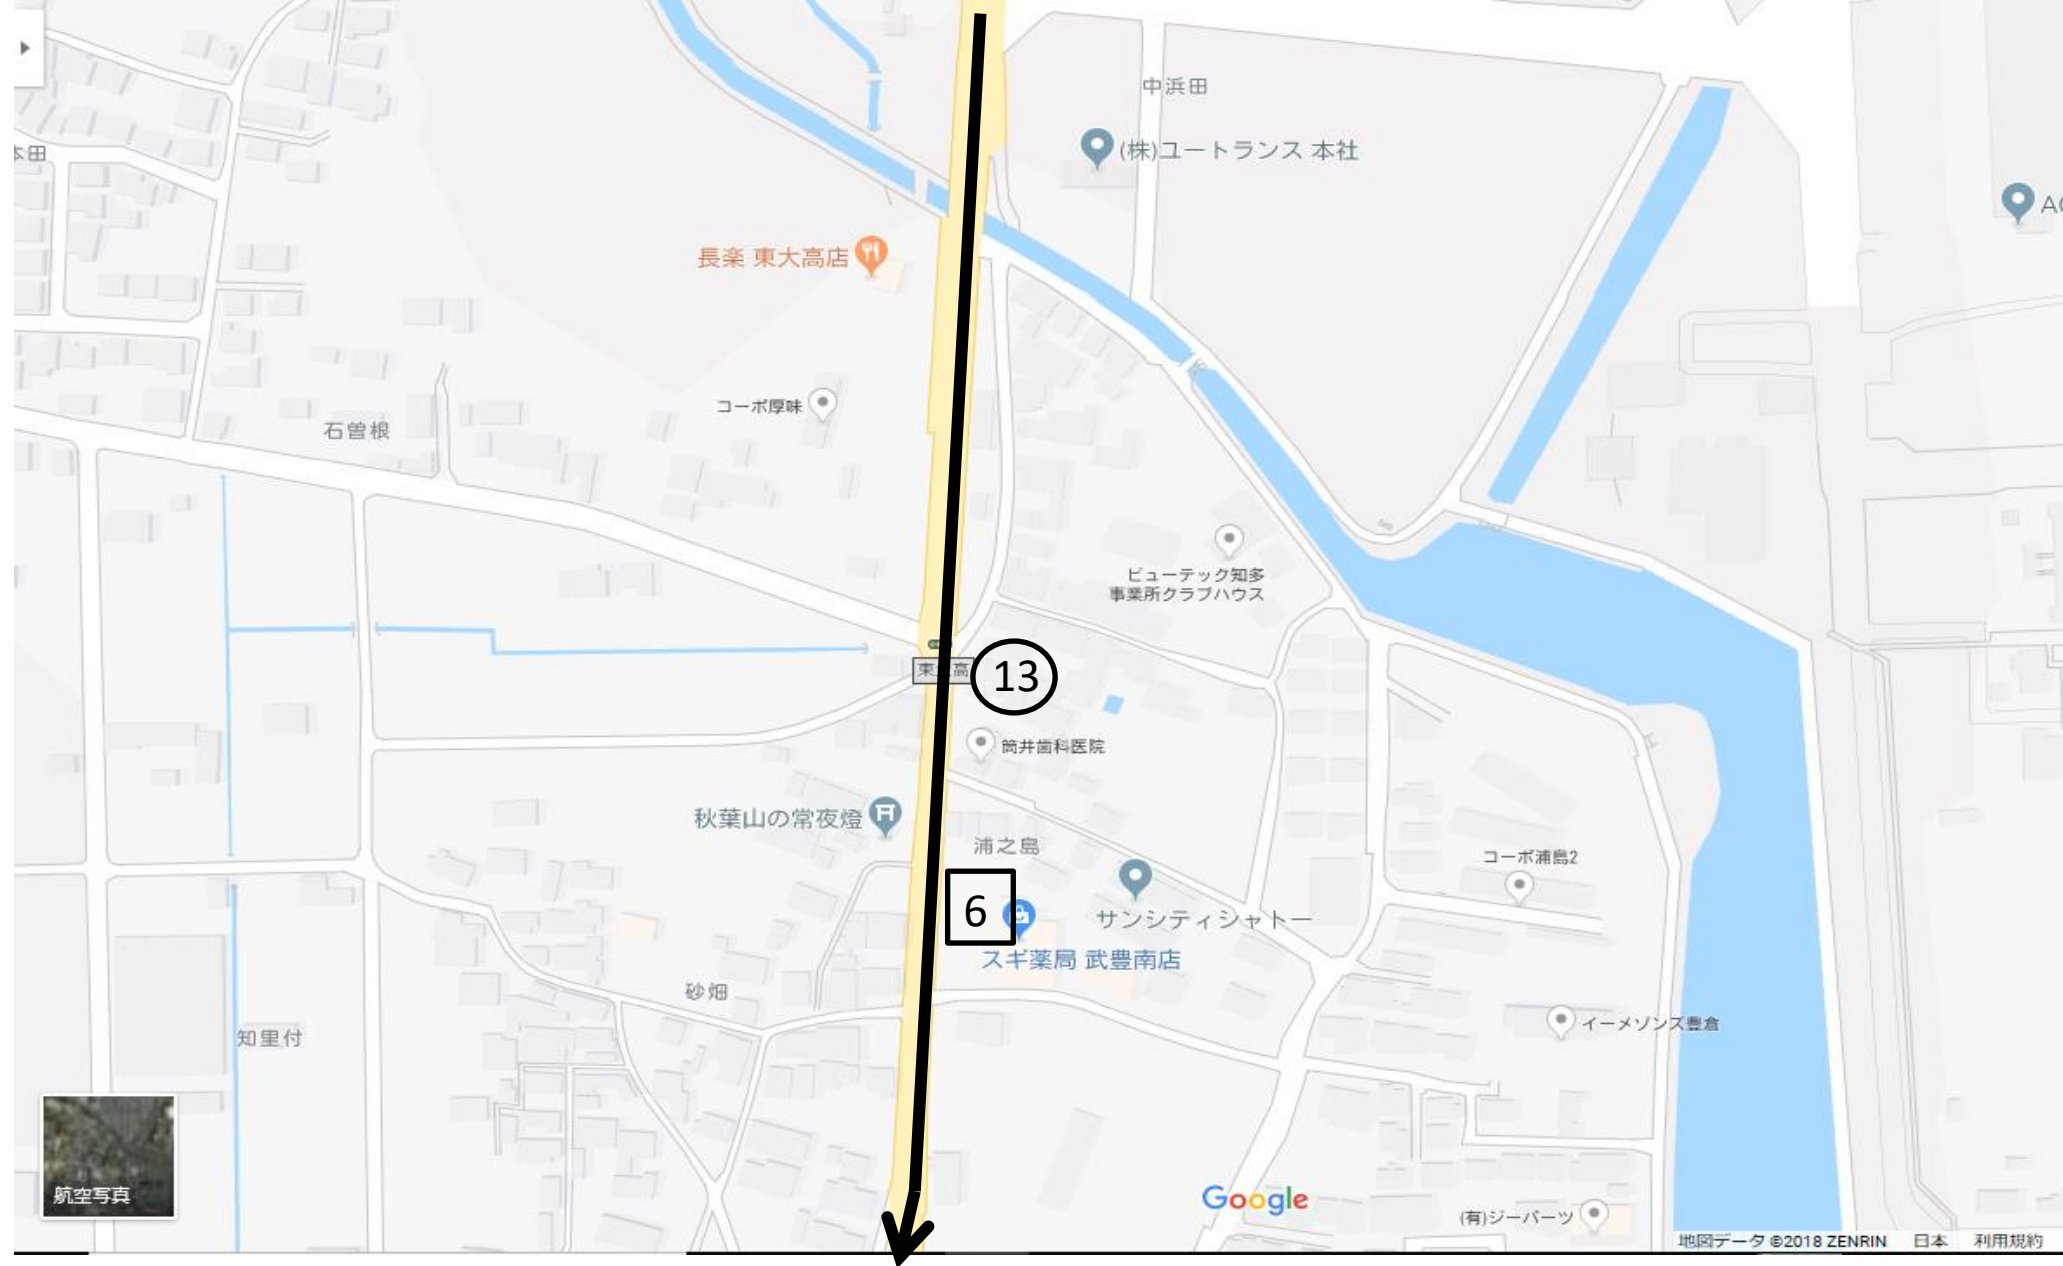 中浜田
(株)ユートランス 本社
本田
長楽 東大高店
コーポ厚味
石曽根
ビューテック知多
事業所クラブハウス
13
筒井歯科医院
秋葉山の常夜燈
浦之島
コーポ浦島2
6
サンシティシャトー
スギ薬局 武豊南店
砂畑
イーメゾンズ豊倉
知里付
航空写真
Google
(有)ジーパーツ
地図データ ©2018 ZENRIN 日本 利用規約